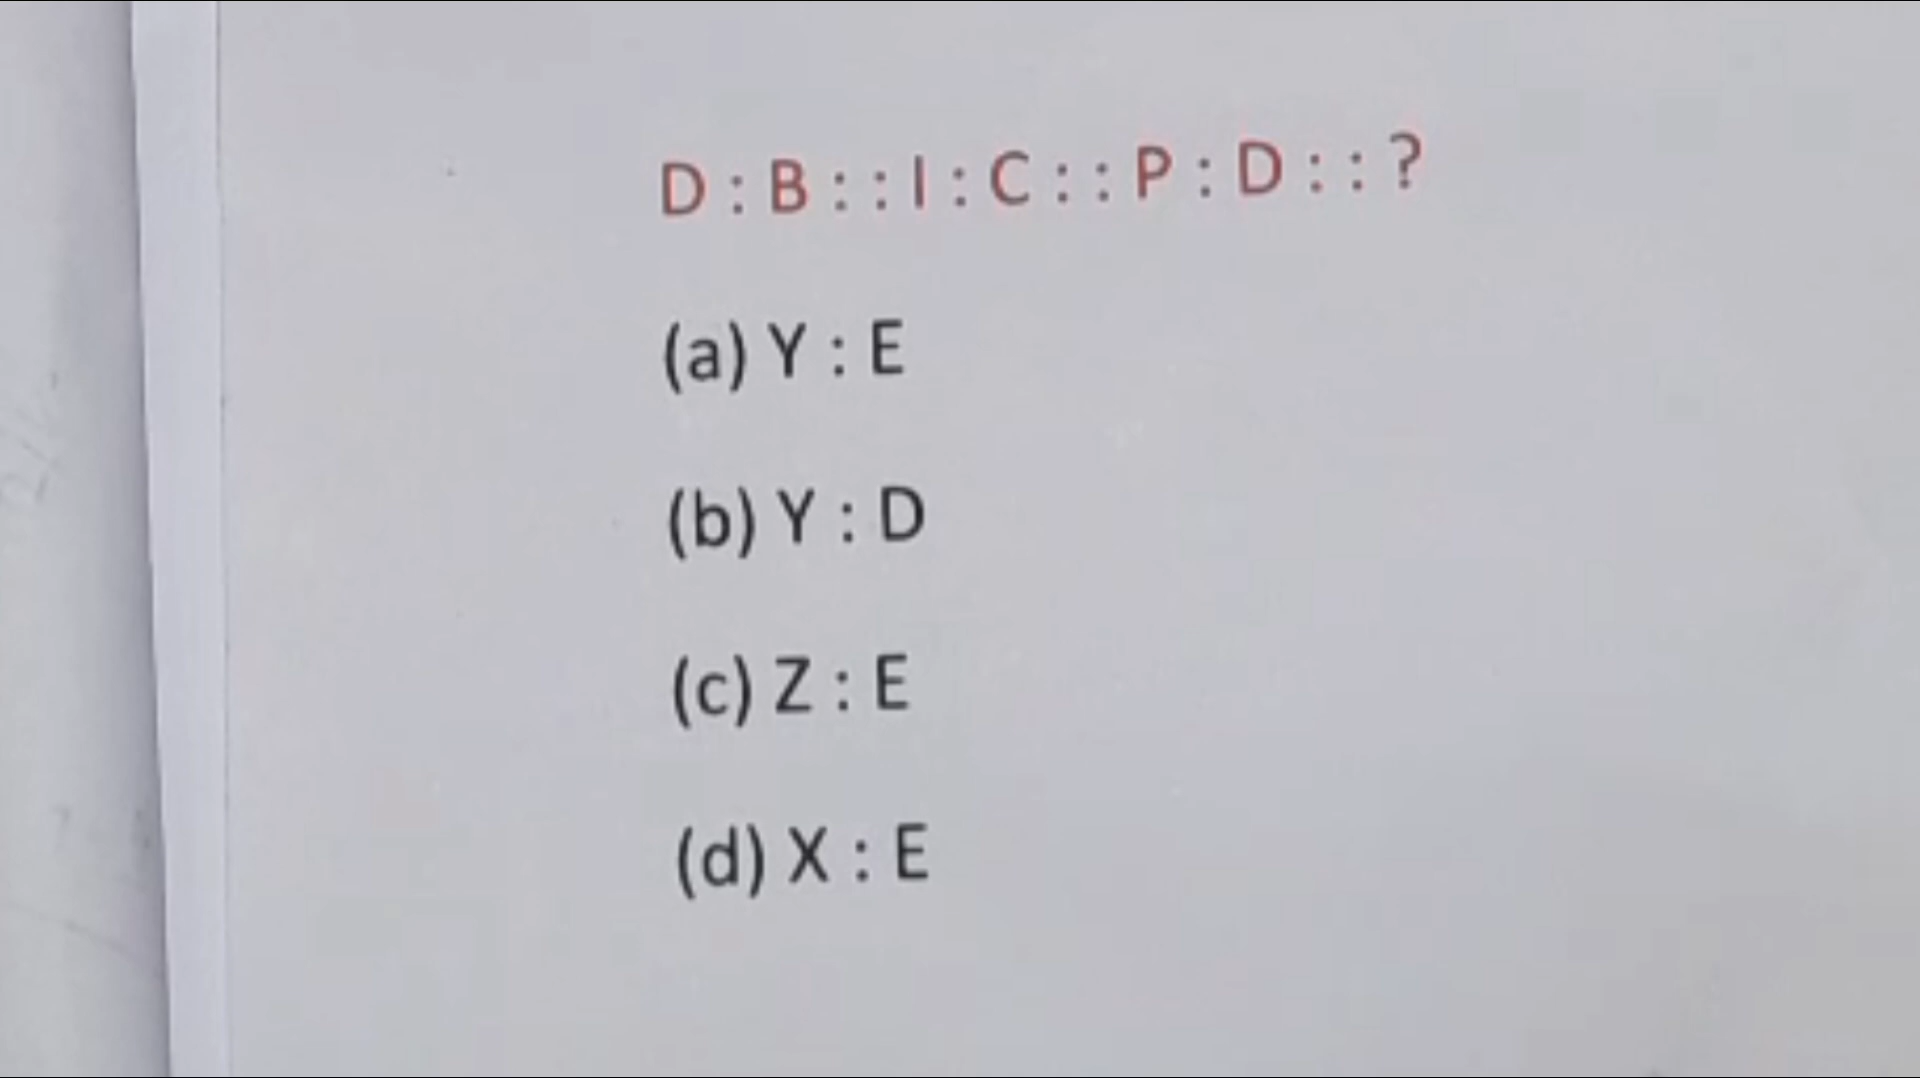 D : B : : I : C : : P : D : : ?
(a) Y : E
(b) Y : D
(c) Z : E
(d) X : E